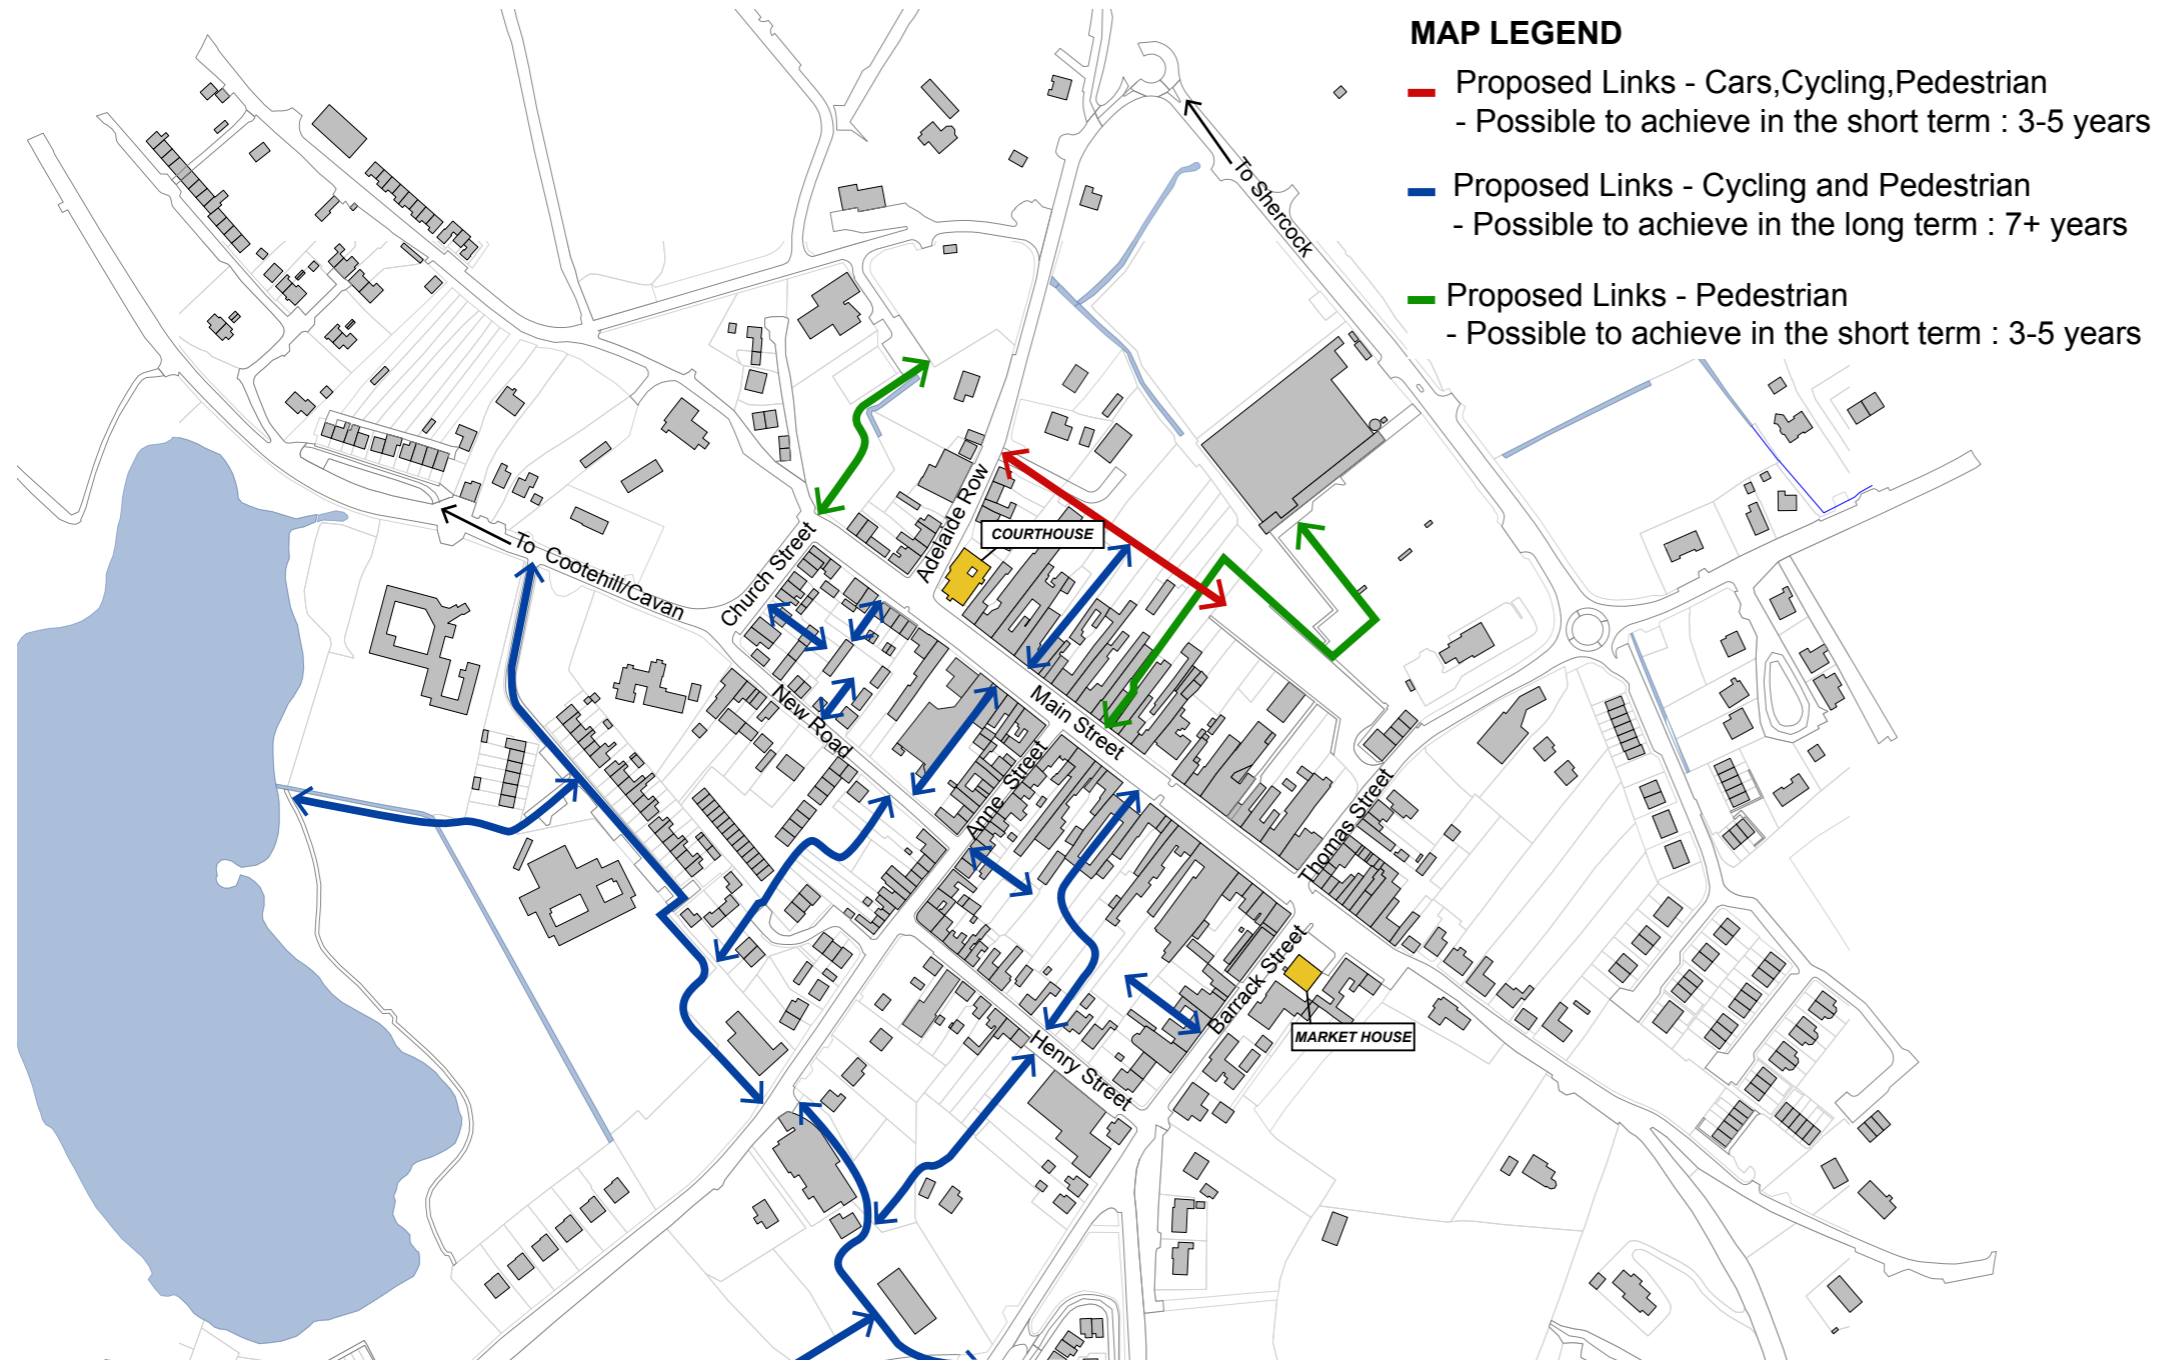 MAP LEGEND
Proposed Links - Cars,Cycling,Pedestrian
- Possible to achieve in the short term : 3-5 years
Proposed Links - Cycling and Pedestrian
- Possible to achieve in the long term : 7+ years
Proposed Links - Pedestrian
- Possible to achieve in the short term : 3-5 years
To Shercock
Adelaide Row
COURTHOUSE
To Cootehill/Cavan
Church Street
New Road
Main Street
Anne Street
Thomas Street
Barrack Street
MARKET HOUSE
Henry Street